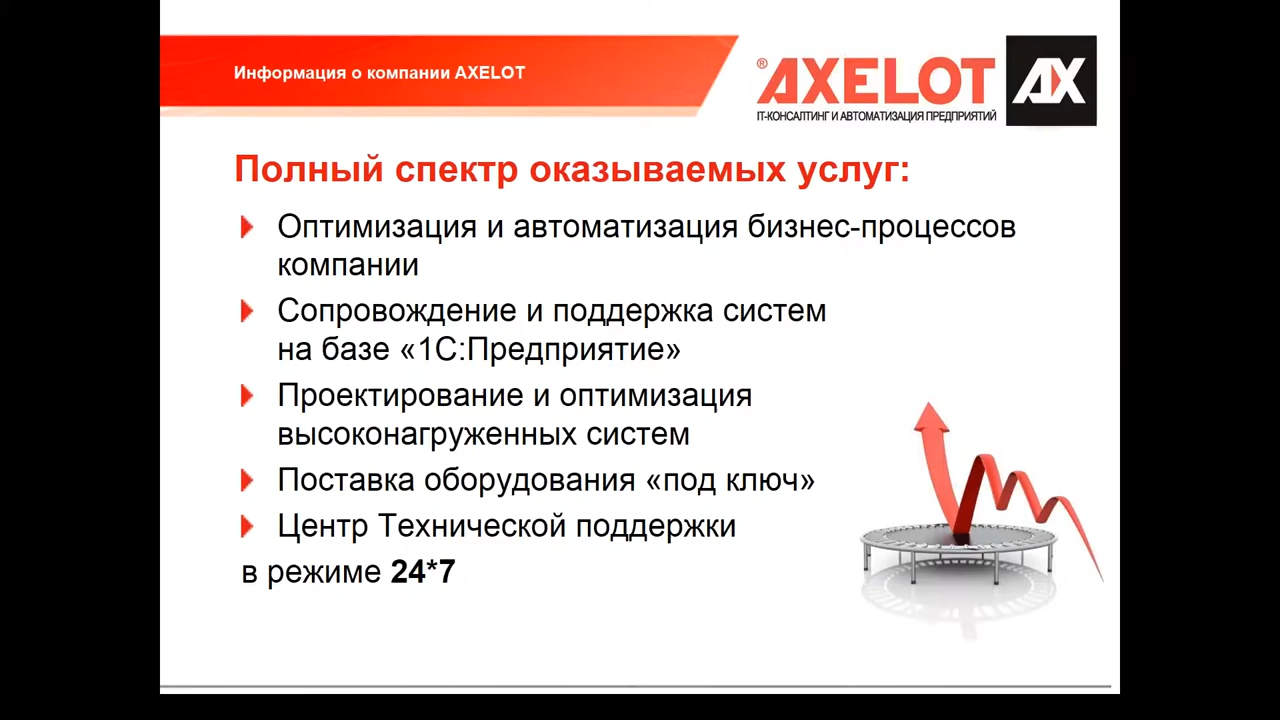 Информация о компании AXELOT
®AXELOT AX
IT-КОНСАЛТИНГ И АВТОМАТИЗАЦИЯ ПРЕДПРИЯТИЙ
Полный спектр оказываемых услуг:
Оптимизация и автоматизация бизнес-процессов
компании
Сопровождение и поддержка систем
на базе «1С:Предприятие»
Проектирование и оптимизация
высоконагруженных систем
Поставка оборудования «под ключ»
Центр Технической поддержки
в режиме 24*7